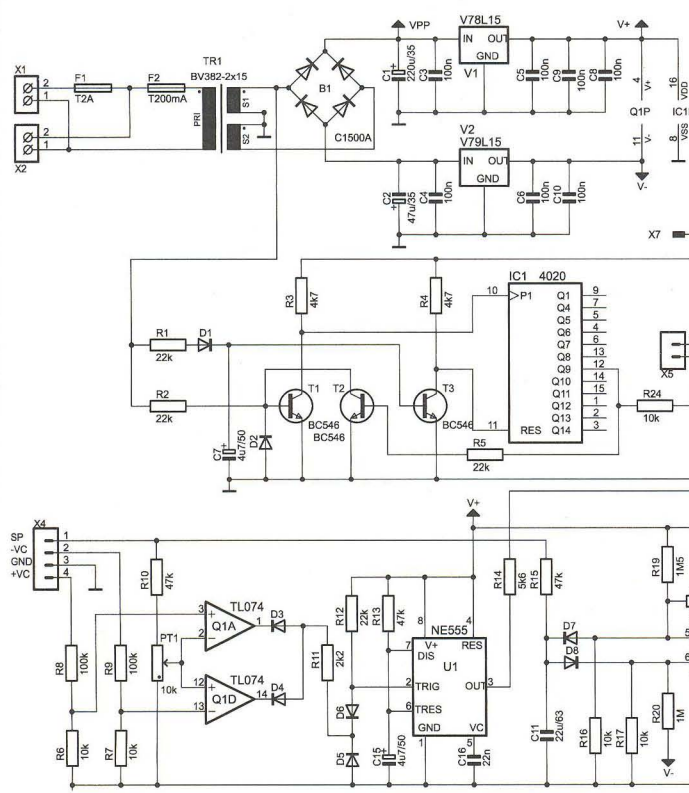 VPP
V78L15
V+
IN OUT
GND
V1
C1
220u/35
C3
100n
C5
100n
C9
100n
C8
100n
4
V+
Q1P
V-
11
16
VDD
VSS
8
X1
2
1
F1
T2A
F2
T200mA
TR1
BV382-2x15
PRI
S1
S2
B1
C1500A
X2
2
1
V2
V79L15
IN OUT
GND
C2
47u/35
C4
100n
C6
100n
C10
100n
V-
X7
IC1 4020
R3
4k7
R4
4k7
10
P1
Q1 9
Q4 7
Q5 5
Q6 4
Q7 6
Q8 13
Q9 12
Q10 14
Q11 15
Q12 1
Q13 2
Q14 3
11
RES
X5
R1
22k
D1
R2
22k
T1
BC546
T2
BC546
T3
BC546
R24
10k
R5
22k
C7
4u7/50
D2
V+
X4
SP 1
-VC 2
GND 3
+VC 4
R10
47k
R14
5k6
R15
47k
R19
1M5
TL074
3
2
Q1A
1
D3
R12
22k
R13
47k
8
4
NE555
V+
RES
7
DIS
U1
2
TRIG
OUT
3
6
TRES
GND
VC
1
5
PT1
10k
R11
2k2
R8
100k
R9
100k
TL074
12
13
Q1D
14
D4
D7
D8
5
6
D6
D5
R6
10k
R7
10k
C15
4u7/50
C16
22n
C11
22u/63
R16
10k
R17
10k
R20
1M
V-